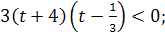 3(t + 4)(t − 1/3) < 0;